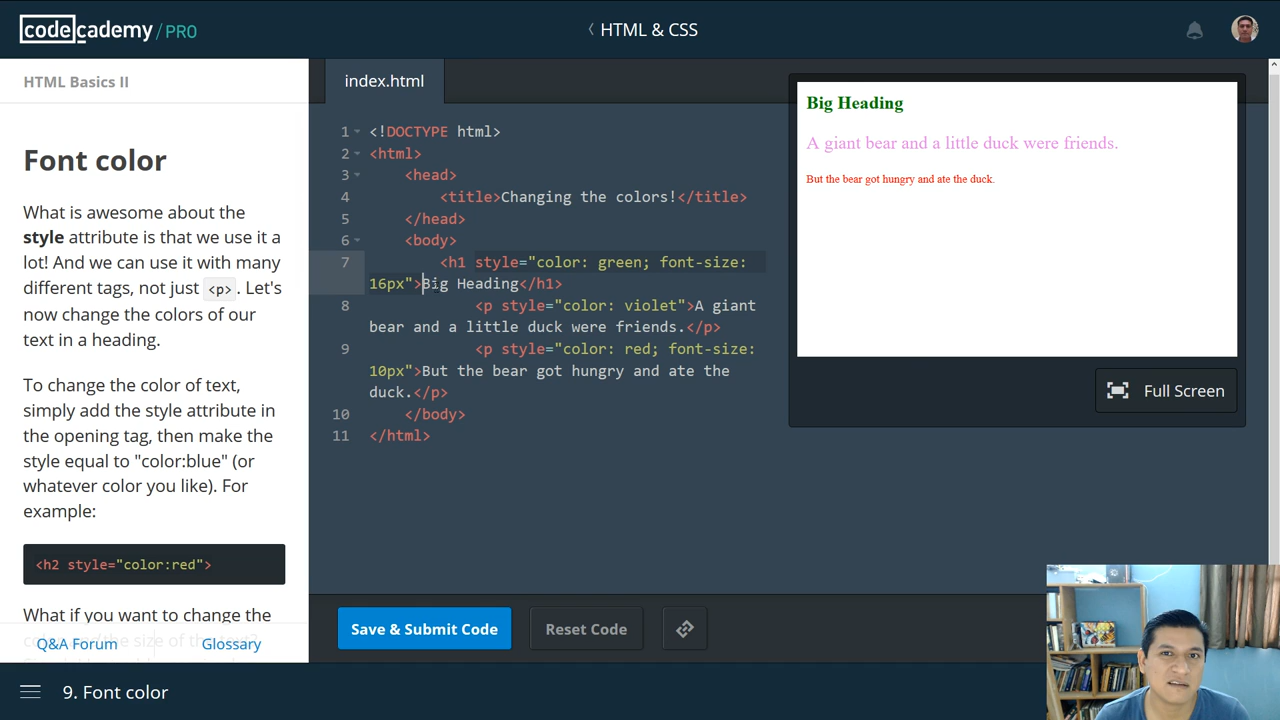 codecademy / PRO
HTML & CSS
HTML Basics II
Font color
What is awesome about the
style attribute is that we use it a
lot! And we can use it with many
different tags, not just <p>. Let's
now change the colors of our
text in a heading.
To change the color of text,
simply add the style attribute in
the opening tag, then make the
style equal to "color:blue" (or
whatever color you like). For
example:
<h2 style="color:red">
What if you want to change the
color and the size of the text?
Q&A Forum
Glossary
index.html
1 <!DOCTYPE html>
2 <html>
3 <head>
4 <title>Changing the colors!</title>
5 </head>
6 <body>
7 <h1 style="color: green; font-size:
16px">Big Heading</h1>
8 <p style="color: violet">A giant
bear and a little duck were friends.</p>
9 <p style="color: red; font-size:
10px">But the bear got hungry and ate the
duck.</p>
10 </body>
11 </html>
Big Heading
A giant bear and a little duck were friends.
But the bear got hungry and ate the duck.
Full Screen
Save & Submit Code
Reset Code
9. Font color